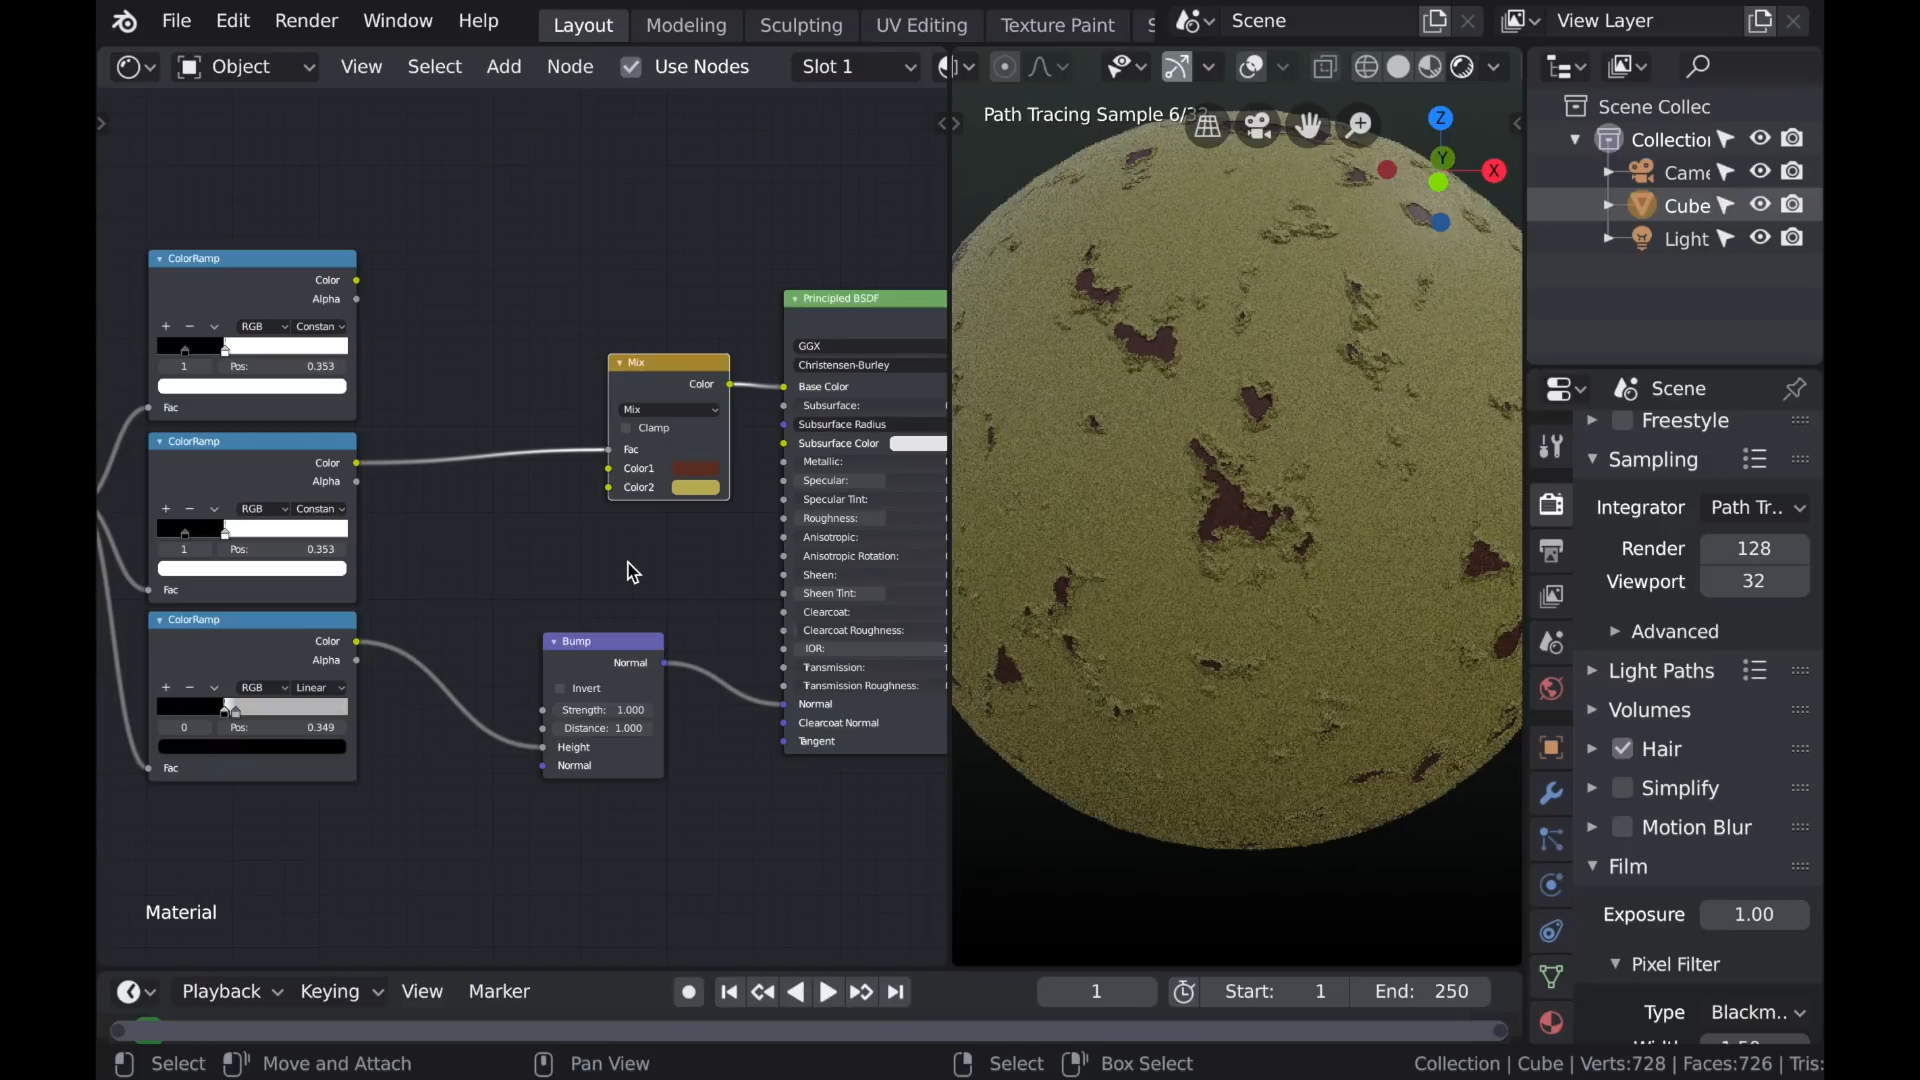 File Edit Render Window Help Layout Modeling Sculpting UV Editing Texture Paint S Scene View Layer
Object View Select Add Node Use Nodes Slot 1
Path Tracing Sample 6/32
Z
Y
X
Scene Collec
Collection
Came
Cube
Light
ColorRamp
Color
Alpha
RGB Constan
1 Pos: 0.353
Fac
ColorRamp
Color
Alpha
RGB Constan
1 Pos: 0.353
Fac
ColorRamp
Color
Alpha
RGB Linear
0 Pos: 0.349
Fac
Mix
Color
Mix
Clamp
Fac
Color1
Color2
Bump
Normal
Invert
Strength: 1.000
Distance: 1.000
Height
Normal
Principled BSDF
GGX
Christensen-Burley
Base Color
Subsurface:
Subsurface Radius
Subsurface Color
Metallic:
Specular:
Specular Tint:
Roughness:
Anisotropic:
Anisotropic Rotation:
Sheen:
Sheen Tint:
Clearcoat:
Clearcoat Roughness:
IOR: 1
Transmission:
Transmission Roughness:
Normal
Clearcoat Normal
Tangent
Material
Scene
Freestyle
Sampling
Integrator Path Tr..
Render 128
Viewport 32
Advanced
Light Paths
Volumes
Hair
Simplify
Motion Blur
Film
Exposure 1.00
Pixel Filter
Type Blackm..
Playback Keying View Marker 1 Start: 1 End: 250
Select Move and Attach Pan View Select Box Select Collection | Cube | Verts:728 | Faces:726 | Tris: